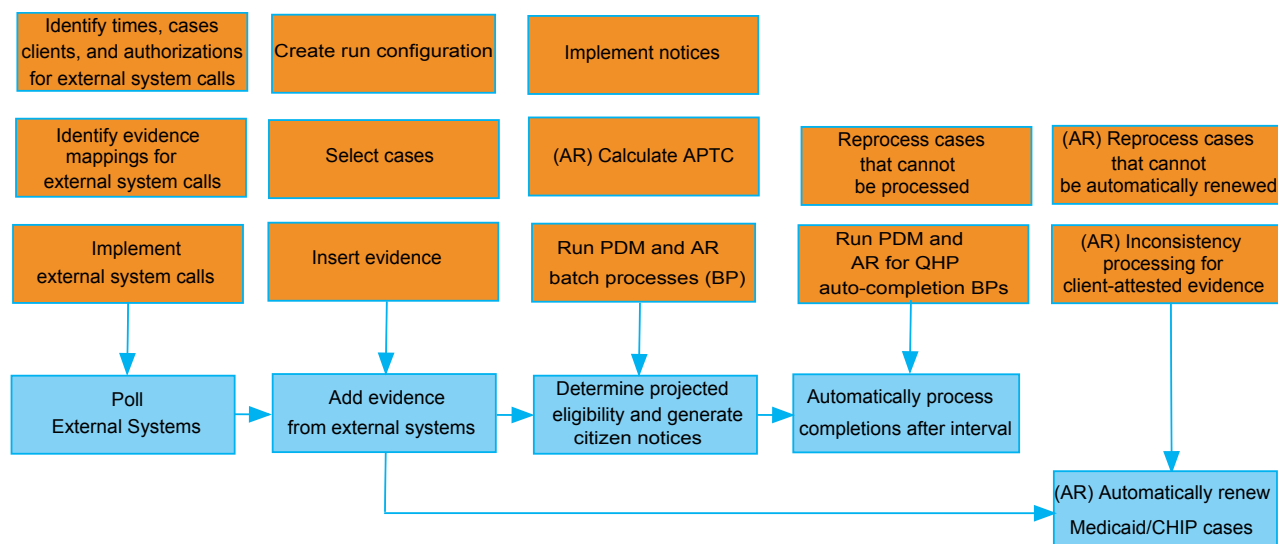 Identify times, cases
clients, and authorizations
for external system calls
Create run configuration
Implement notices
Identify evidence
mappings for
external system calls
Select cases
(AR) Calculate APTC
Reprocess cases
that cannot
be processed
(AR) Reprocess cases
that cannot
be automatically renewed
Implement
external system calls
Insert evidence
Run PDM and AR
batch processes (BP)
Run PDM and
AR for QHP
auto-completion BPs
(AR) Inconsistency
processing for
client-attested evidence
Poll
External Systems
Add evidence
from external systems
Determine projected
eligibility and generate
citizen notices
Automatically process
completions after interval
(AR) Automatically renew
Medicaid/CHIP cases